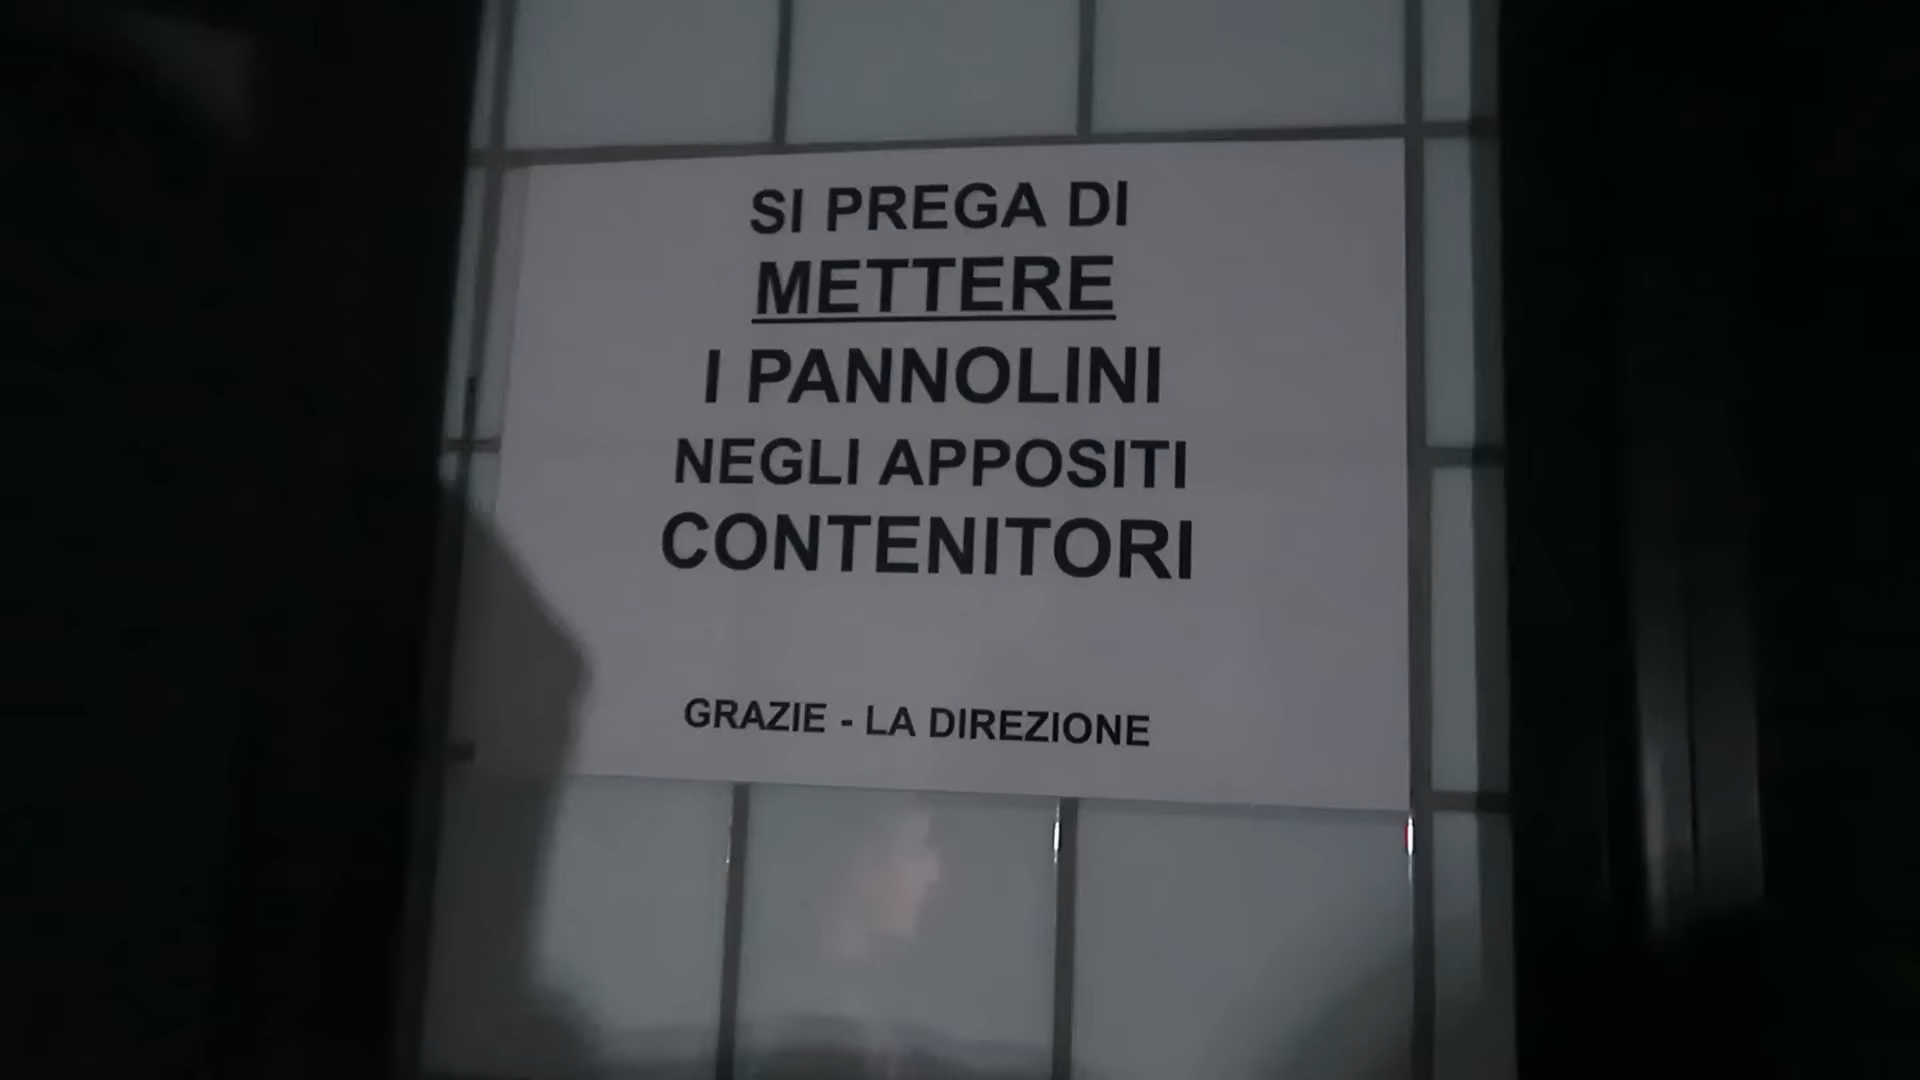 SI PREGA DI
METTERE
I PANNOLINI
NEGLI APPOSITI
CONTENITORI
GRAZIE - LA DIREZIONE